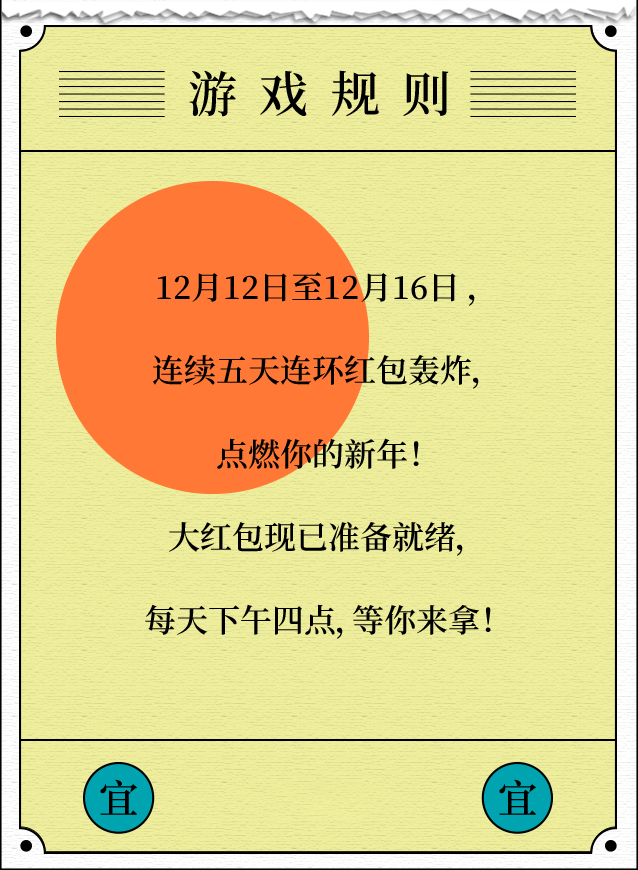 游戏规则
12月12日至12月16日，
连续五天连环红包轰炸，
点燃你的新年！
大红包现已准备就绪，
每天下午四点，等你来拿！
宜 宜